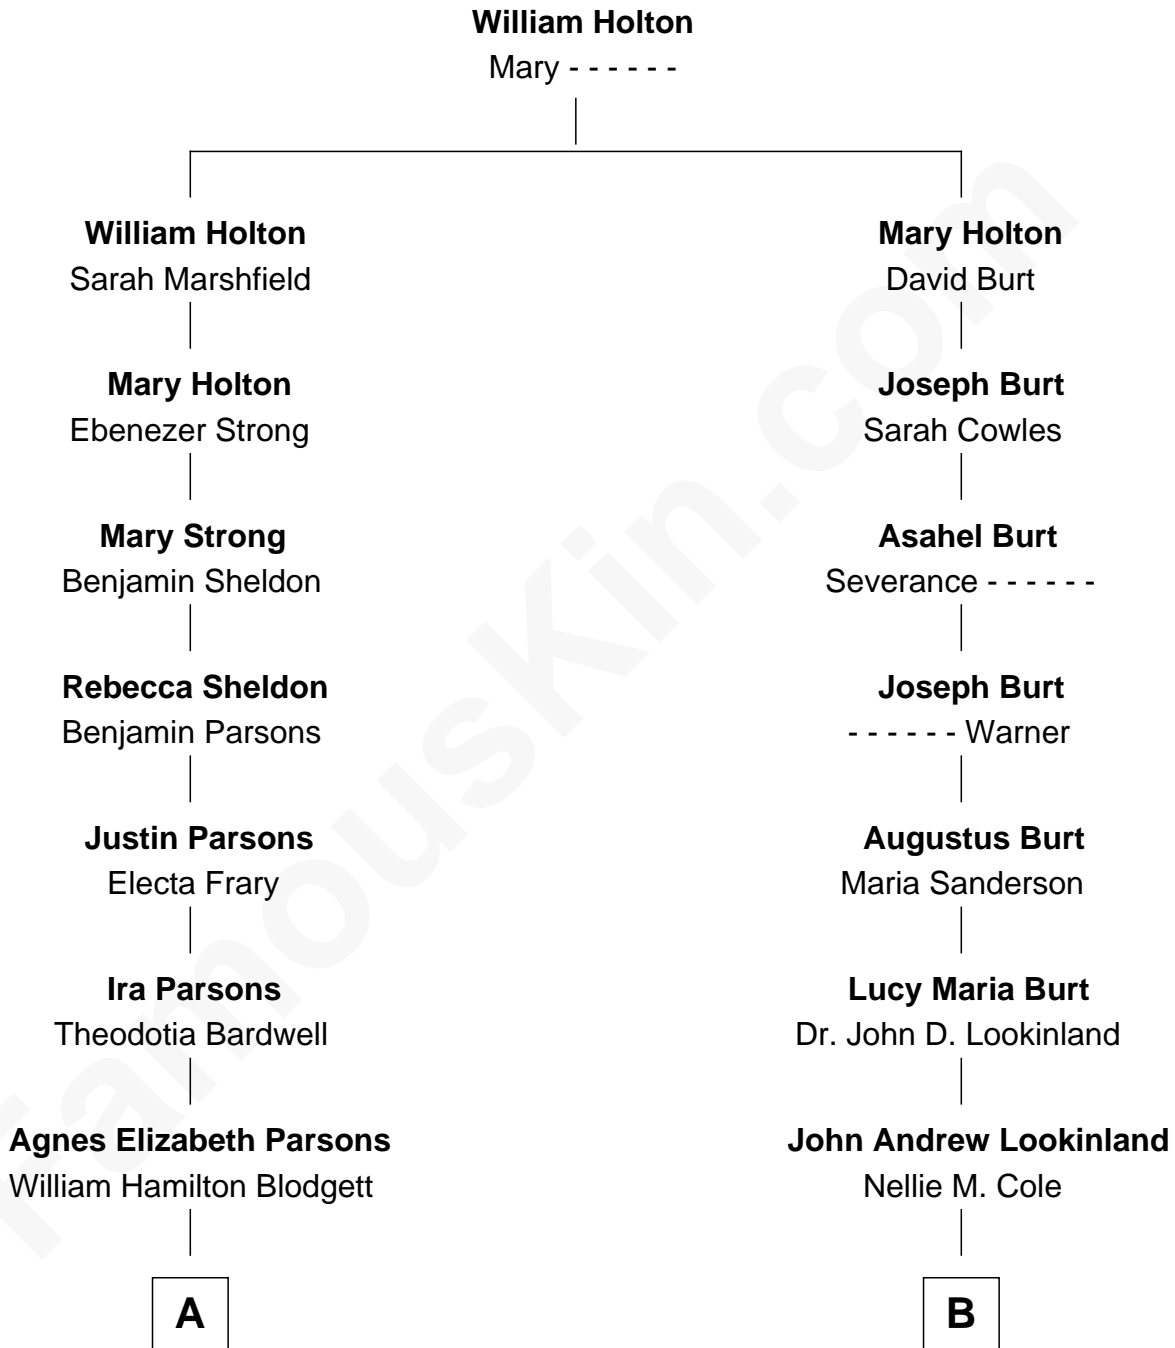 William Holton
Mary - - - - - -
William Holton
Sarah Marshfield
Mary Holton
David Burt
Mary Holton
Ebenezer Strong
Joseph Burt
Sarah Cowles
Mary Strong
Benjamin Sheldon
Asahel Burt
Severance - - - - - -
Rebecca Sheldon
Benjamin Parsons
Joseph Burt
- - - - - - Warner
Justin Parsons
Electa Frary
Augustus Burt
Maria Sanderson
Ira Parsons
Theodotia Bardwell
Lucy Maria Burt
Dr. John D. Lookinland
Agnes Elizabeth Parsons
William Hamilton Blodgett
John Andrew Lookinland
Nellie M. Cole
A
B
FamousKin.com